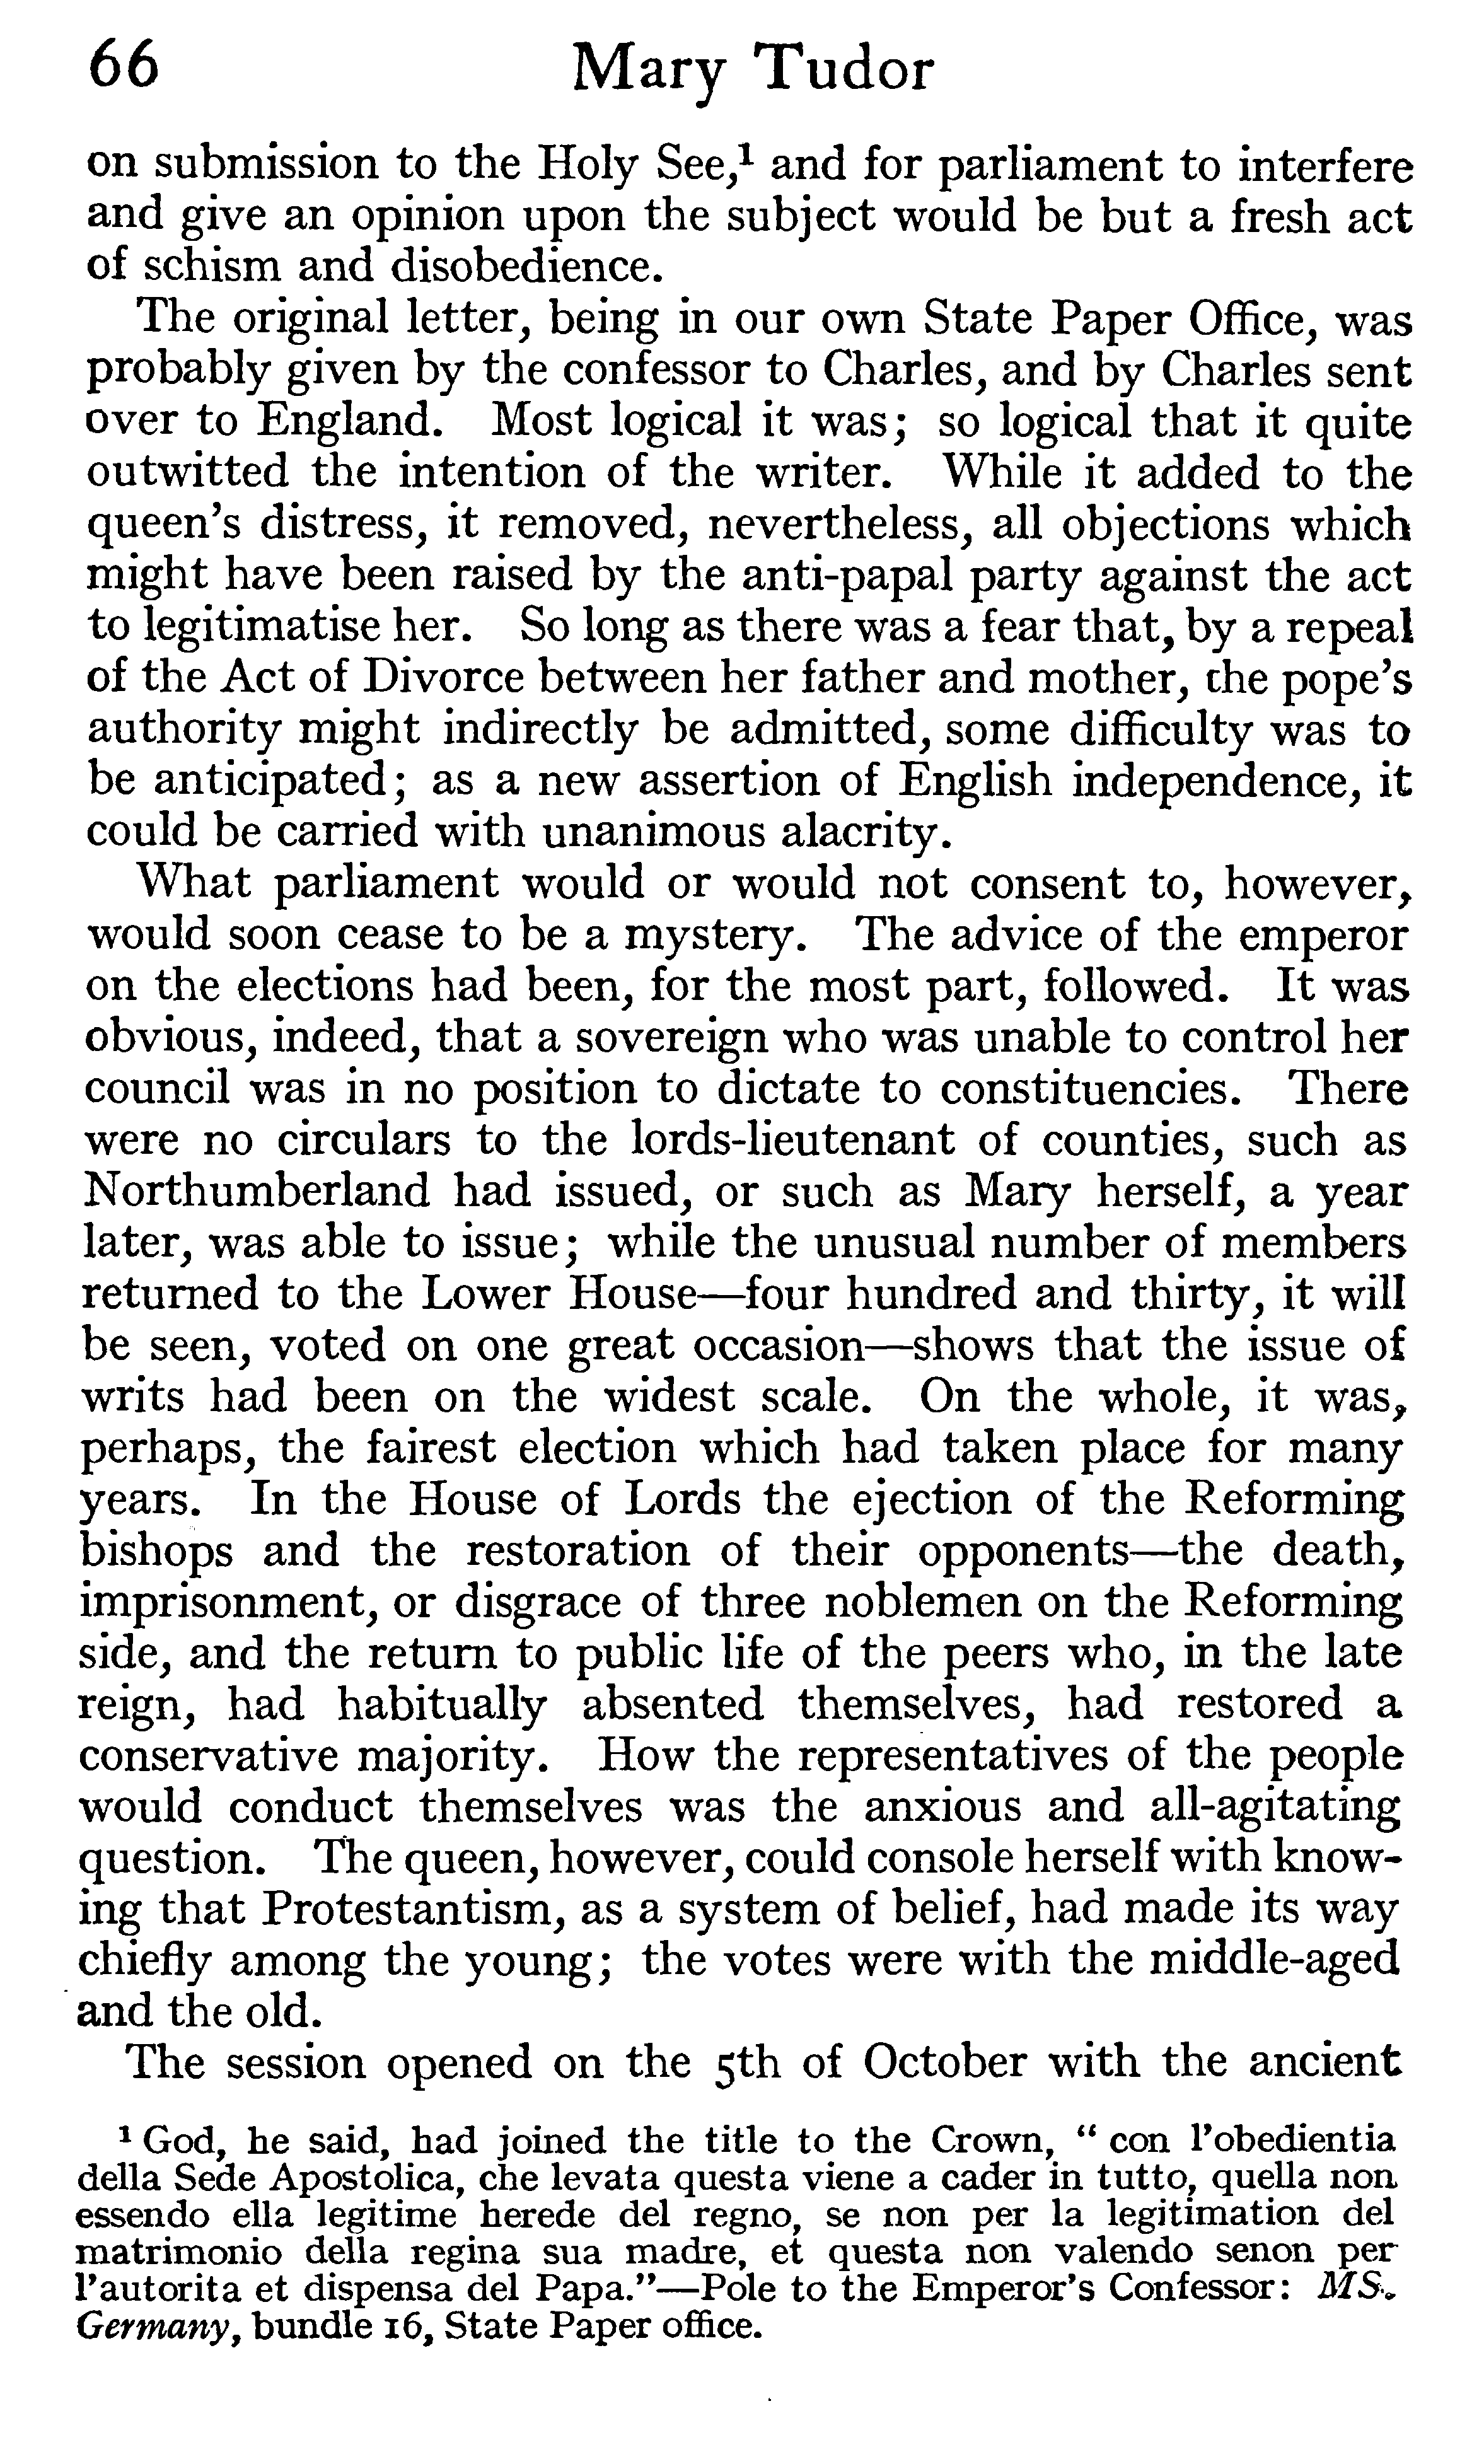 66 Mary Tudor
on submission to the Holy See,¹ and for parliament to interfere
and give an opinion upon the subject would be but a fresh act
of schism and disobedience.
The original letter, being in our own State Paper Office, was
probably given by the confessor to Charles, and by Charles sent
over to England. Most logical it was; so logical that it quite
outwitted the intention of the writer. While it added to the
queen's distress, it removed, nevertheless, all objections which
might have been raised by the anti-papal party against the act
to legitimatise her. So long as there was a fear that, by a repeal
of the Act of Divorce between her father and mother, the pope's
authority might indirectly be admitted, some difficulty was to
be anticipated; as a new assertion of English independence, it
could be carried with unanimous alacrity.
What parliament would or would not consent to, however,
would soon cease to be a mystery. The advice of the emperor
on the elections had been, for the most part, followed. It was
obvious, indeed, that a sovereign who was unable to control her
council was in no position to dictate to constituencies. There
were no circulars to the lords-lieutenant of counties, such as
Northumberland had issued, or such as Mary herself, a year
later, was able to issue; while the unusual number of members
returned to the Lower House—four hundred and thirty, it will
be seen, voted on one great occasion—shows that the issue of
writs had been on the widest scale. On the whole, it was,
perhaps, the fairest election which had taken place for many
years. In the House of Lords the ejection of the Reforming
bishops and the restoration of their opponents—the death,
imprisonment, or disgrace of three noblemen on the Reforming
side, and the return to public life of the peers who, in the late
reign, had habitually absented themselves, had restored a
conservative majority. How the representatives of the people
would conduct themselves was the anxious and all-agitating
question. The queen, however, could console herself with know-
ing that Protestantism, as a system of belief, had made its way
chiefly among the young; the votes were with the middle-aged
and the old.
The session opened on the 5th of October with the ancient
¹ God, he said, had joined the title to the Crown, "con l'obedientia
della Sede Apostolica, che levata questa viene a cader in tutto, quella non
essendo ella legitime herede del regno, se non per la legitimation del
matrimonio della regina sua madre, et questa non valendo senon per
l'autorita et dispensa del Papa."—Pole to the Emperor's Confessor: MS.
Germany, bundle 16, State Paper office.